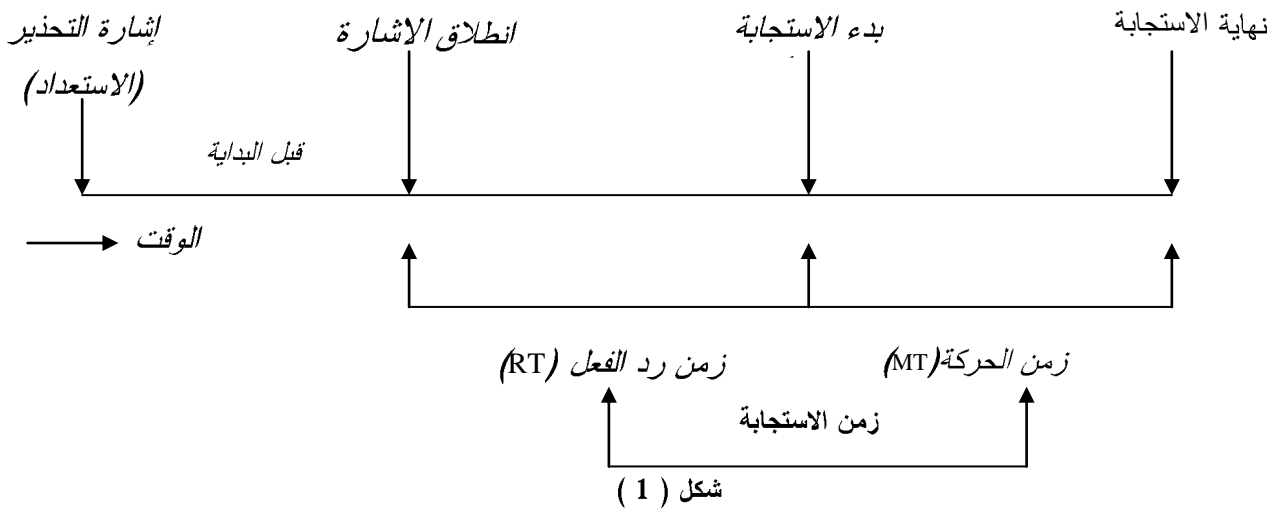 إشارة التحذير
(الاستعداد)
انطلاق الاشارة
بدء الاستجابة
نهاية الاستجابة
قبل البداية
الوقت
زمن رد الفعل (RT)
زمن الحركة(MT)
زمن الاستجابة
شكل ( 1 )